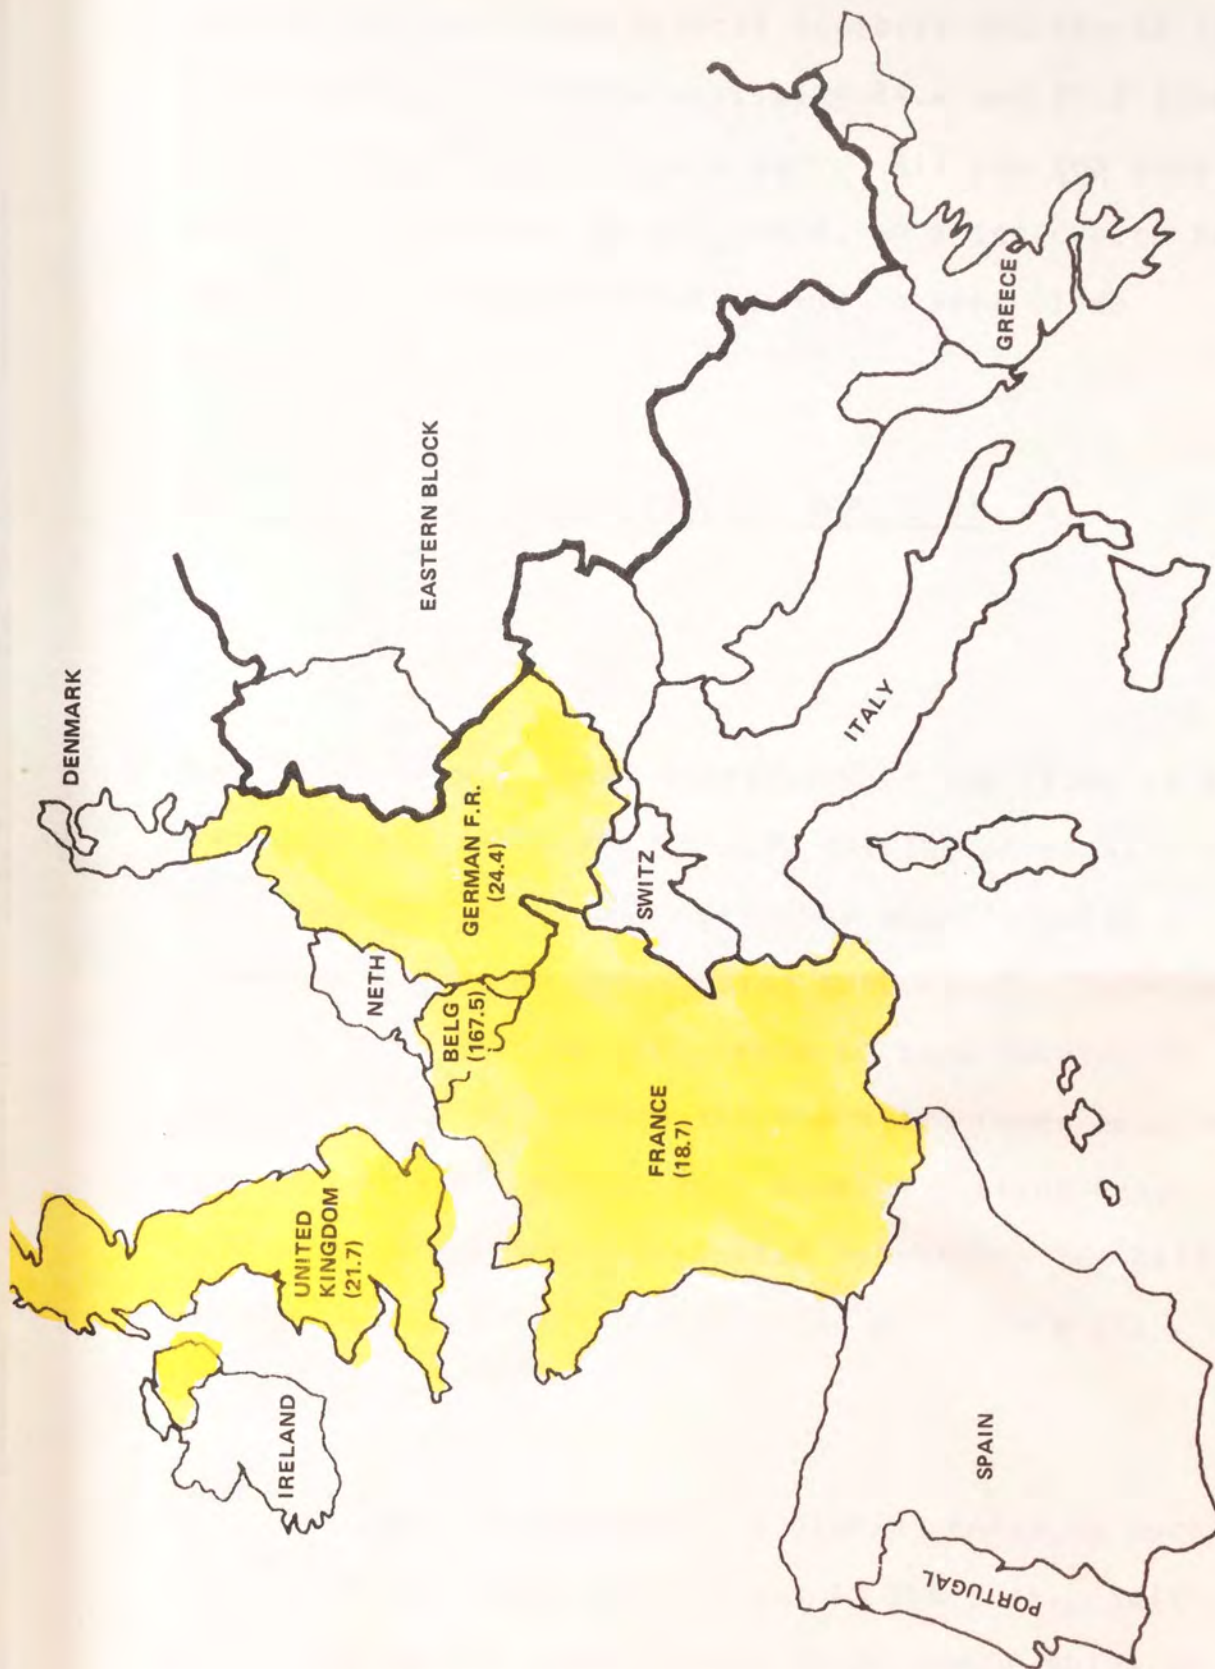 DENMARK
EASTERN BLOCK
UNITED
KINGDOM
(21.7)
IRELAND
NETH
BELG
(167.5)
GERMAN F.R.
(24.4)
FRANCE
(18.7)
SWITZ
ITALY
GREECE
SPAIN
PORTUGAL